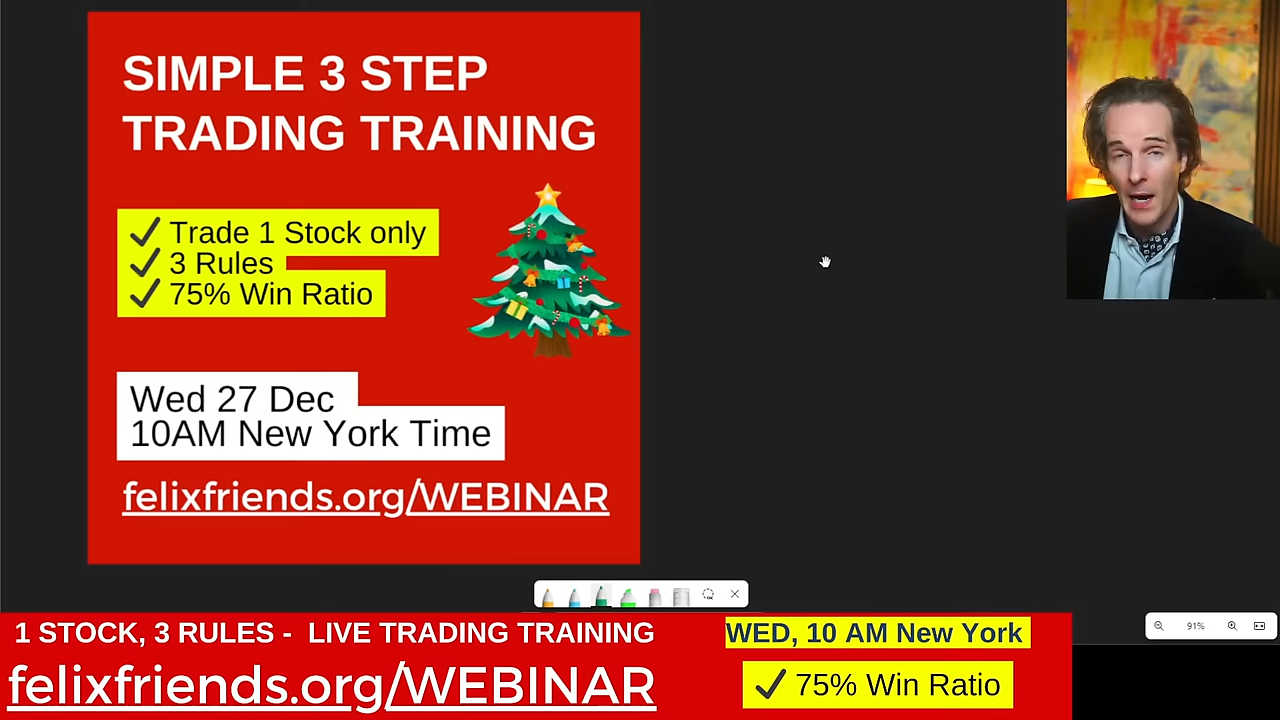 SIMPLE 3 STEP
TRADING TRAINING
✓ Trade 1 Stock only
✓ 3 Rules
✓ 75% Win Ratio
Wed 27 Dec
10AM New York Time
felixfriends.org/WEBINAR
91%
1 STOCK, 3 RULES - LIVE TRADING TRAINING
WED, 10 AM New York
felixfriends.org/WEBINAR
✓ 75% Win Ratio